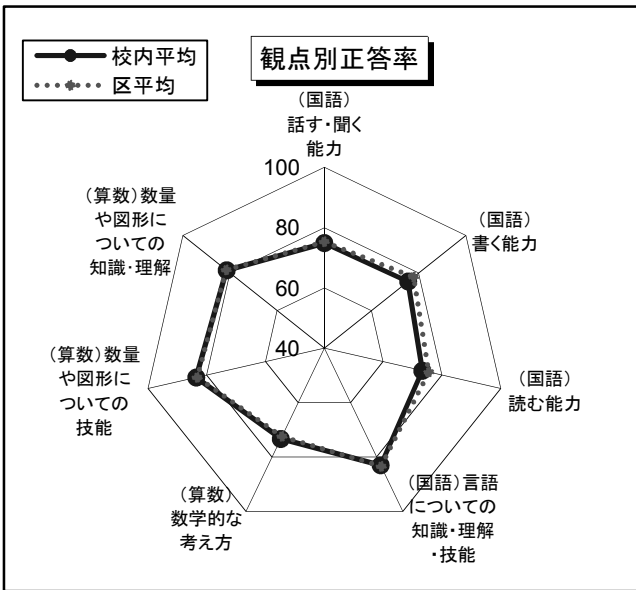 校内平均
区平均
観点別正答率
（国語）
話す・聞く
能力
（国語）
書く能力
（国語）
読む能力
（国語）言語
についての
知識・理解
・技能
（算数）
数学的な
考え方
（算数）数量
や図形に
ついての
技能
（算数）数量
や図形に
ついての
知識・理解
100
80
60
40